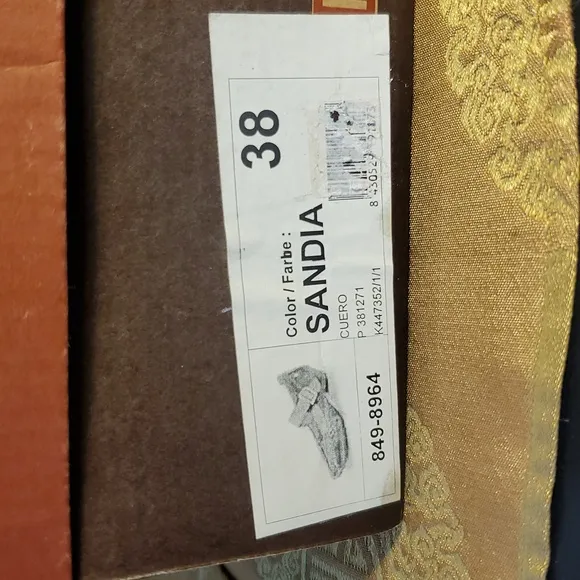 38
Color / Farbe :
SANDIA
CUERO
P 381271
K447352/1/1
849-8964